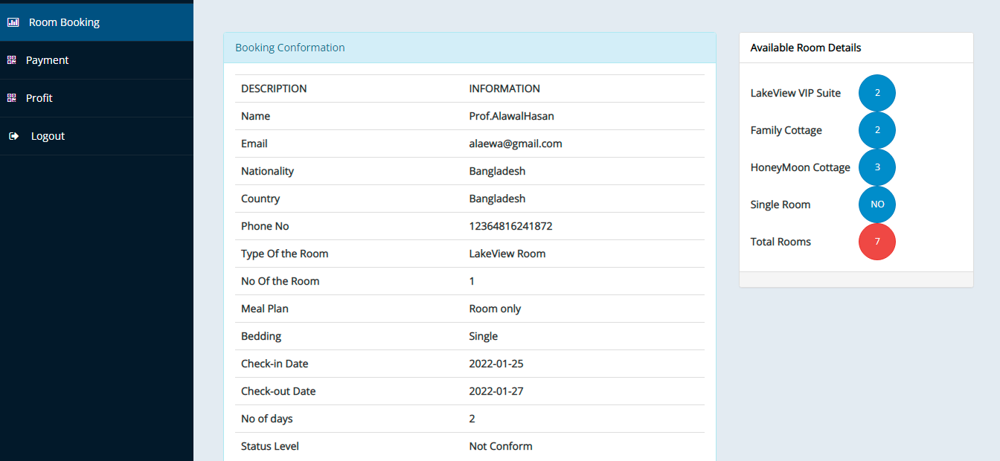 Room Booking
Payment
Profit
Logout
Booking Conformation
DESCRIPTION INFORMATION
Name Prof.AlawalHasan
Email alaewa@gmail.com
Nationality Bangladesh
Country Bangladesh
Phone No 12364816241872
Type Of the Room LakeView Room
No Of the Room 1
Meal Plan Room only
Bedding Single
Check-in Date 2022-01-25
Check-out Date 2022-01-27
No of days 2
Status Level Not Conform
Available Room Details
LakeView VIP Suite 2
Family Cottage 2
HoneyMoon Cottage 3
Single Room NO
Total Rooms 7